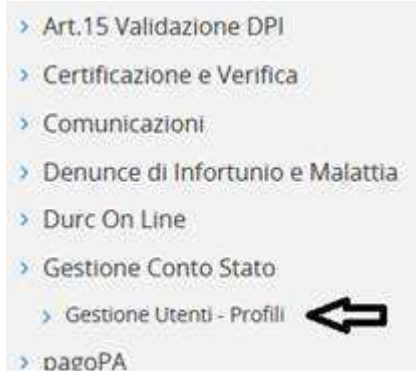 Art.15 Validazione DPI
Certificazione e Verifica
Comunicazioni
Denunce di Infortunio e Malattia
Durc On Line
Gestione Conto Stato
Gestione Utenti - Profili
pagoPA